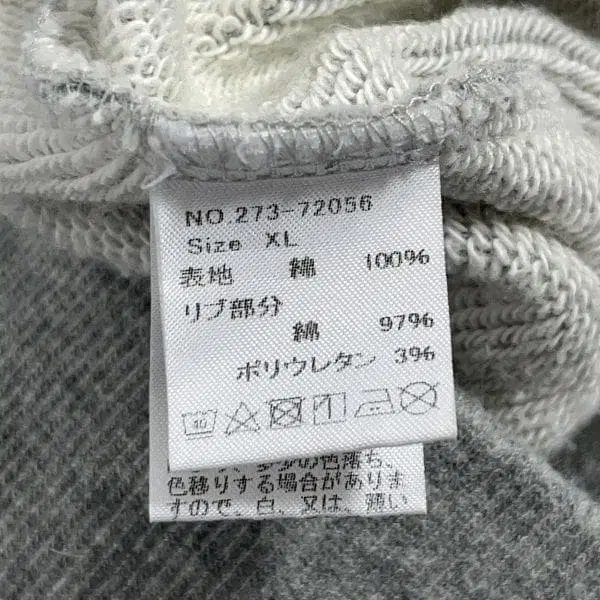 NO.273-72056
Size XL
表地 綿 100%
リブ部分
綿 97%
ポリウレタン 3%
40
色移りする場合がありま
すので、白、又は、薄い